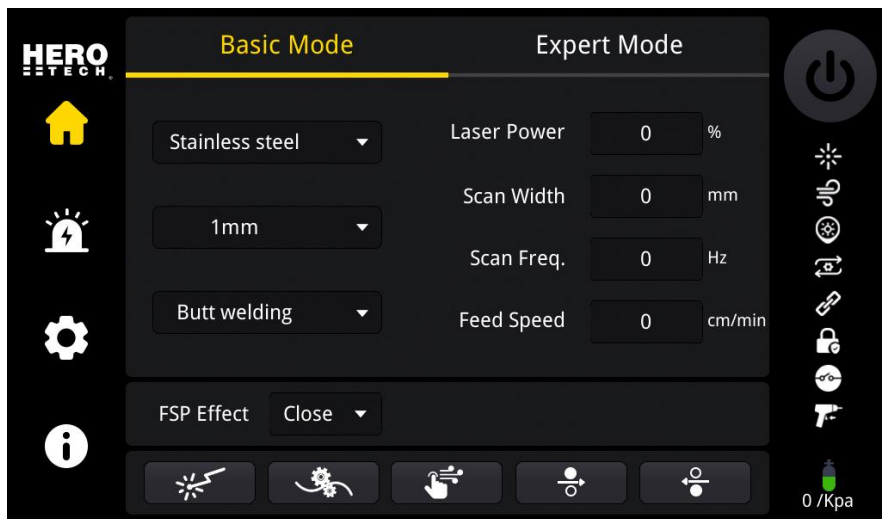 HERO
TECH®
Basic Mode
Expert Mode
Stainless steel
1mm
Butt welding
Laser Power 0 %
Scan Width 0 mm
Scan Freq. 0 Hz
Feed Speed 0 cm/min
FSP Effect Close
0 /Kpa